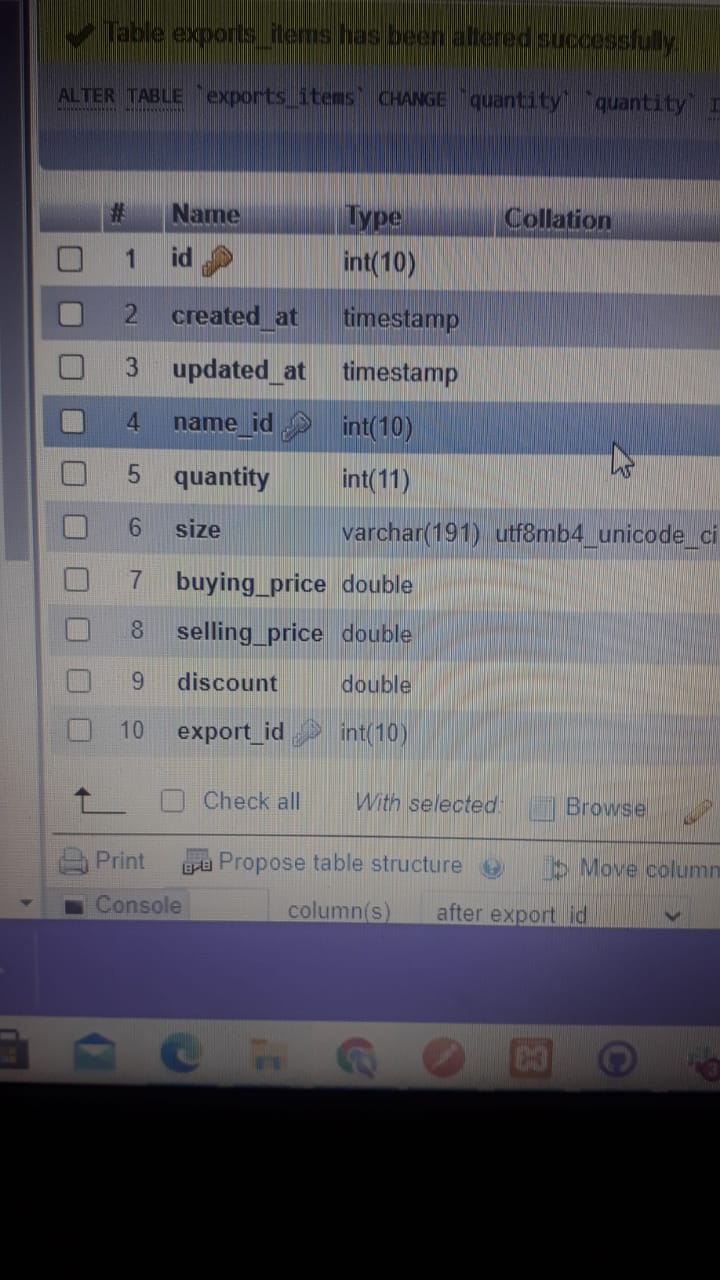 Table exports_items has been altered successfully.
ALTER TABLE `exports_items` CHANGE `quantity` `quantity`
# Name Type Collation
1 id int(10)
2 created_at timestamp
3 updated_at timestamp
4 name_id int(10)
5 quantity int(11)
6 size varchar(191) utf8mb4_unicode_ci
7 buying_price double
8 selling_price double
9 discount double
10 export_id int(10)
Check all With selected: Browse
Print Propose table structure Move column
Console column(s) after export_id